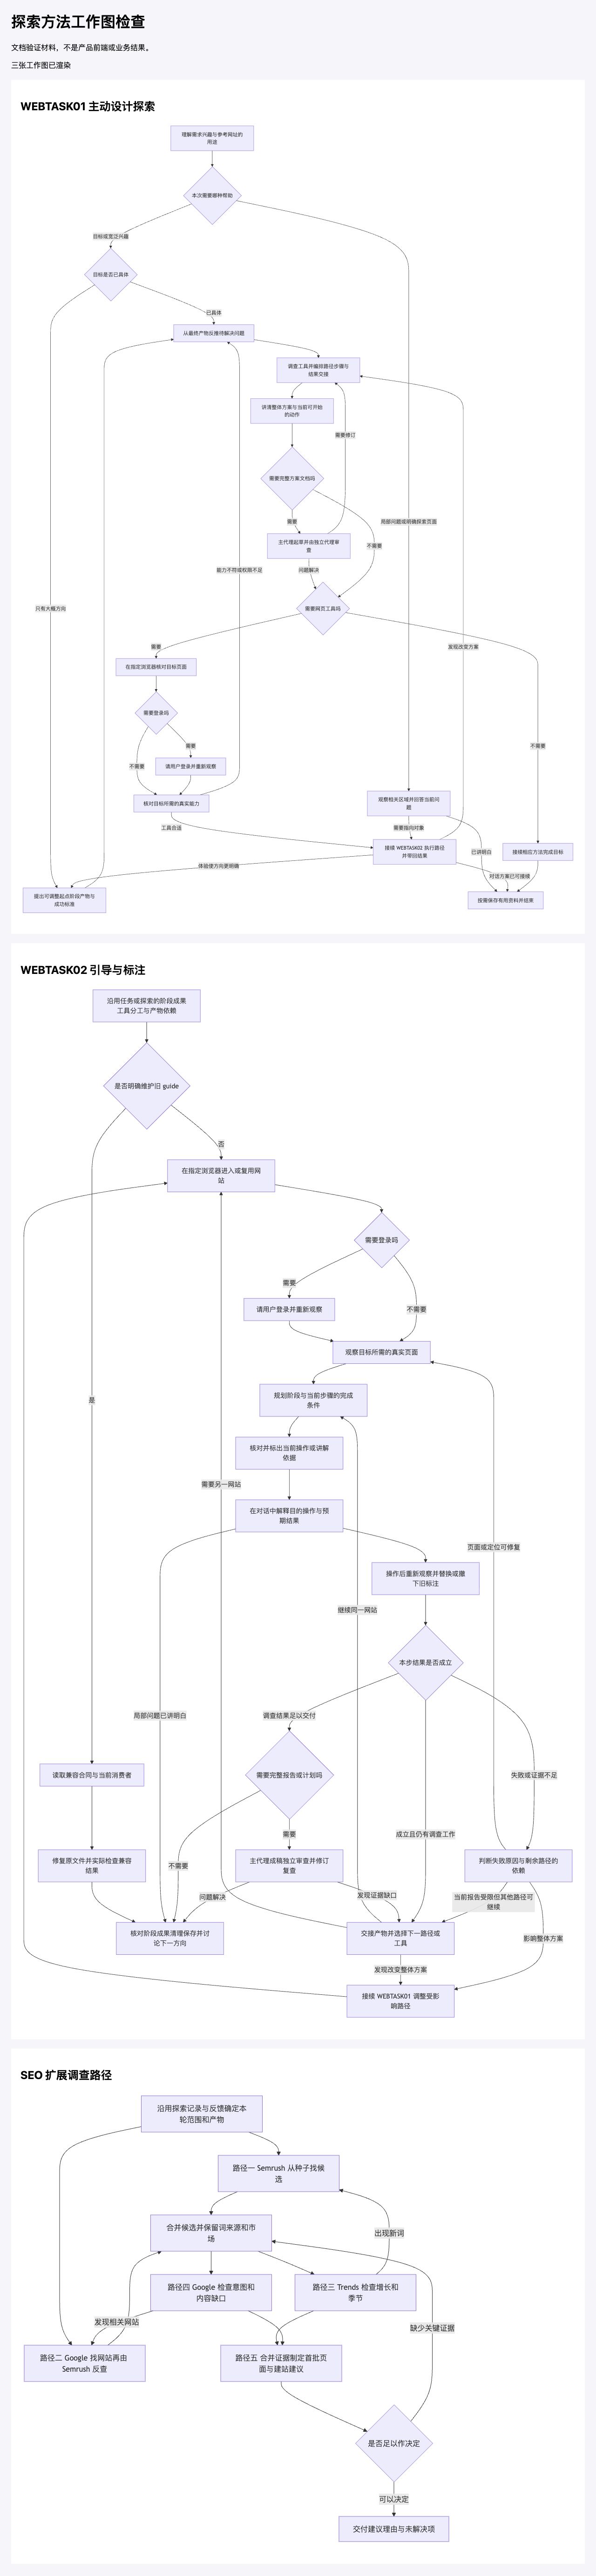 探索方法工作图检查
文档验证材料，不是产品前端或业务结果。
三张工作图已渲染
WEBTASK01 主动设计探索
理解需求兴趣与参考网站的
用途
本次需要哪种帮助
目标或宽泛兴趣
目标是否已具体
已具体
从最终产物反推待解决问题
调查工具并编排路径步骤与
结果交接
讲清整体方案与当前可开始
的动作
需要修订
需要完整方案文档吗
需要
局部问题或明确探索页面
主代理起草并由独立代理审
查
不需要
能力不符或权限不足
问题解决
只有大概方向
需要网页工具吗
需要
发现改变方案
在指定浏览器核对目标页面
需要登录吗
需要
不需要
不需要
请用户登录并重新观察
核对目标所需的真实能力
观察相关区域并回答当前问
题
工具合适
需要指向对象
接续 WEBTASK02 执行路径
并带回结果
已讲明白
接续相应方法完成目标
体验使方向更明确
对话方案已可接续
提出可调整起点阶段产物与
成功标准
按需保存有用资料并结束
WEBTASK02 引导与标注
沿用任务或探索的阶段成果
工具分工与产物依赖
是否明确维护旧 guide
否
在指定浏览器进入或复用网
站
需要登录吗
需要
请用户登录并重新观察
不需要
观察目标所需的真实页面
规划阶段与当前步骤的完成
条件
是
核对并标出当前操作或讲解
依据
需要另一网站
在对话中解释目的操作与预
期结果
页面或定位可修复
操作后重新观察并替换或撤
下旧标注
继续同一网站
本步结果是否成立
局部问题已讲明白
调查结果足以交付
读取兼容合同与当前消费者
需要完整报告或计划吗
失败或证据不足
成立且仍有调查工作
需要
不需要
修复原文件并实际检查兼容
结果
主代理成稿独立审查并修订
复查
判断失败原因与剩余路径的
依赖
问题解决
发现证据缺口
当前报告受限但其他路径可
继续
核对阶段成果清理保存并讨
论下一方向
交接产物并选择下一路径或
工具
影响整体方案
发现改变整体方案
接续 WEBTASK01 调整受影
响路径
SEO 扩展调查路径
沿用探索记录与反馈确定本
轮范围和产物
路径一 Semrush 从种子找候
选
合并候选并保留词来源和市
场
出现新词
路径四 Google 检查意图和
内容缺口
路径三 Trends 检查增长和
季节
发现相关网站
缺少关键证据
路径二 Google 找网站再由
Semrush 反查
路径五 合并证据制定首批页
面与建站建议
是否足以作决定
可以决定
交付建议理由与未解决项